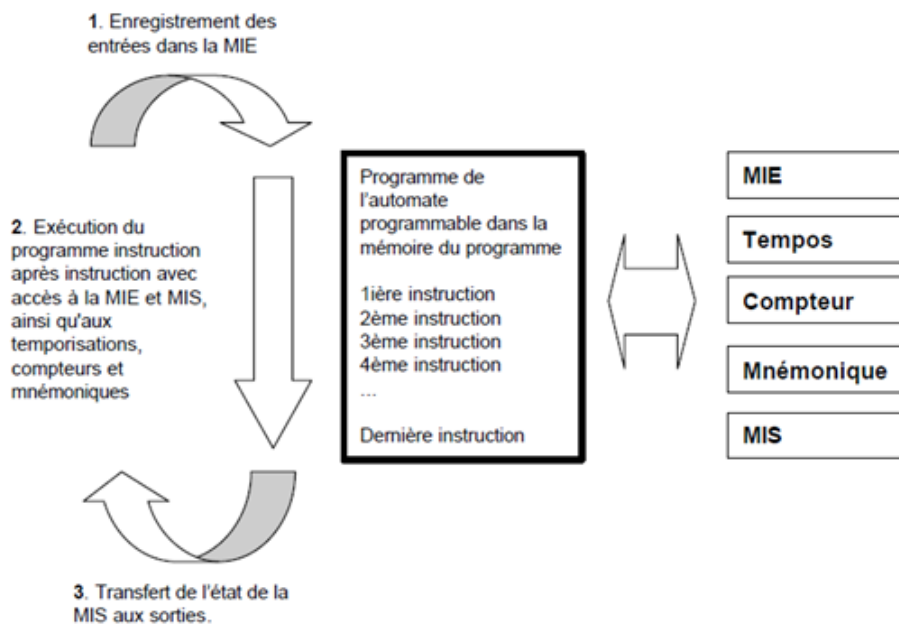 1. Enregistrement des
entrées dans la MIE
2. Exécution du
programme instruction
après instruction avec
accès à la MIE et MIS,
ainsi qu'aux
temporisations,
compteurs et
mnémoniques
3. Transfert de l'état de la
MIS aux sorties.
Programme de
l'automate
programmable dans la
mémoire du programme
1ière instruction
2ème instruction
3ème instruction
4ème instruction
...
Dernière instruction
MIE
Tempos
Compteur
Mnémonique
MIS